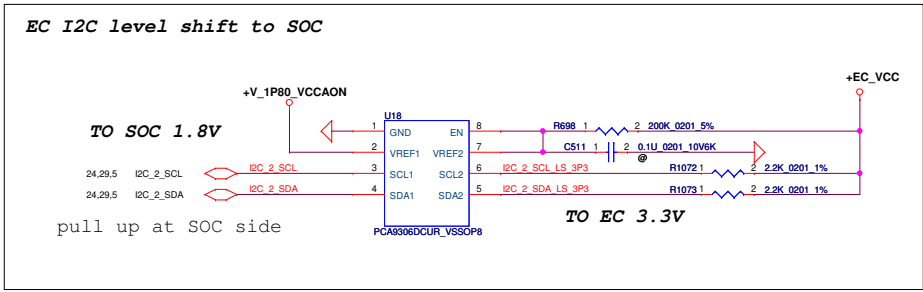 EC I2C level shift to SOC
+EC_VCC
+V_1P80_VCCAON
U18
TO SOC 1.8V
1 GND EN 8 R698 1 2 200K_0201_5%
2 VREF1 VREF2 7 C511 1 2 0.1U_0201_10V6K
@
24,29,5 I2C_2_SCL I2C_2_SCL 3 SCL1 SCL2 6 I2C_2_SCL_LS_3P3 R1072 1 2 2.2K_0201_1%
24,29,5 I2C_2_SDA I2C_2_SDA 4 SDA1 SDA2 5 I2C_2_SDA_LS_3P3 R1073 1 2 2.2K_0201_1%
TO EC 3.3V
pull up at SOC side
PCA9306DCUR_VSSOP8